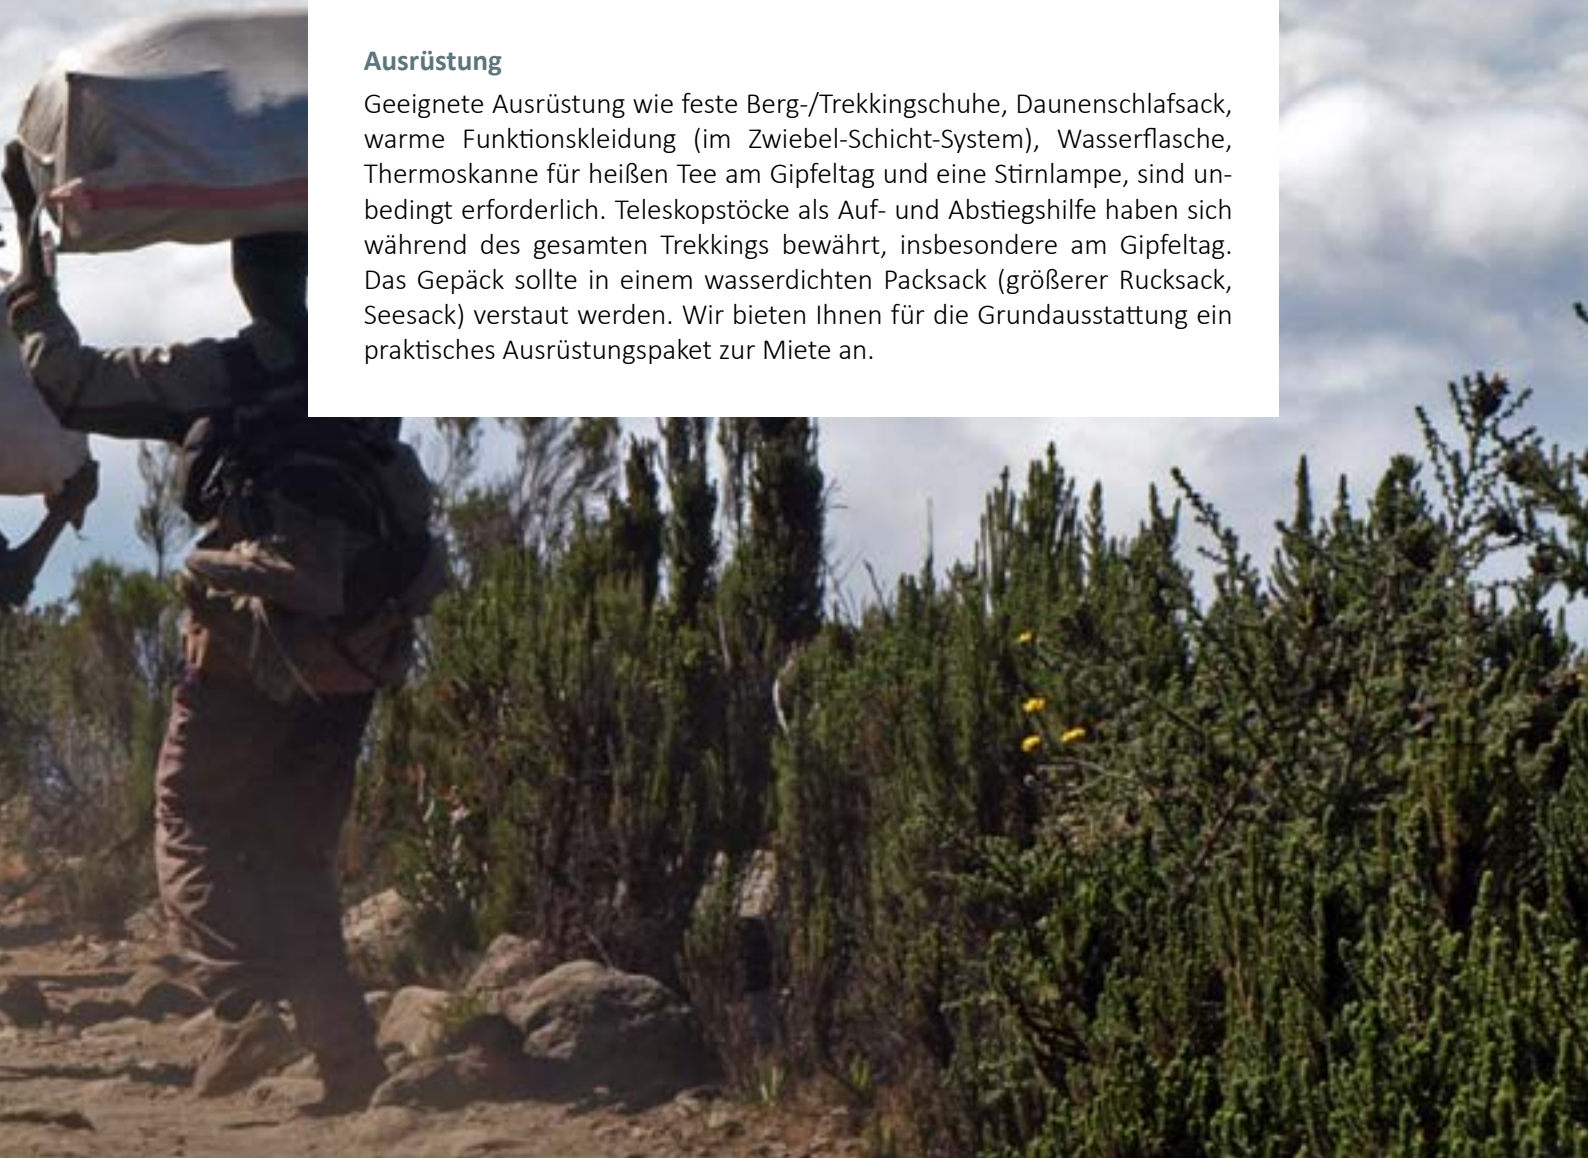 Ausrüstung
Geeignete Ausrüstung wie feste Berg-/Trekkingschuhe, Daunenschlafsack,
warme Funktionskleidung (im Zwiebel-Schicht-System), Wasserflasche,
Thermoskanne für heißen Tee am Gipfeltag und eine Stirnlampe, sind un-
bedingt erforderlich. Teleskopstöcke als Auf- und Abstiegshilfe haben sich
während des gesamten Trekkings bewährt, insbesondere am Gipfeltag.
Das Gepäck sollte in einem wasserdichten Packsack (größerer Rucksack,
Seesack) verstaut werden. Wir bieten Ihnen für die Grundausstattung ein
praktisches Ausrüstungspaket zur Miete an.